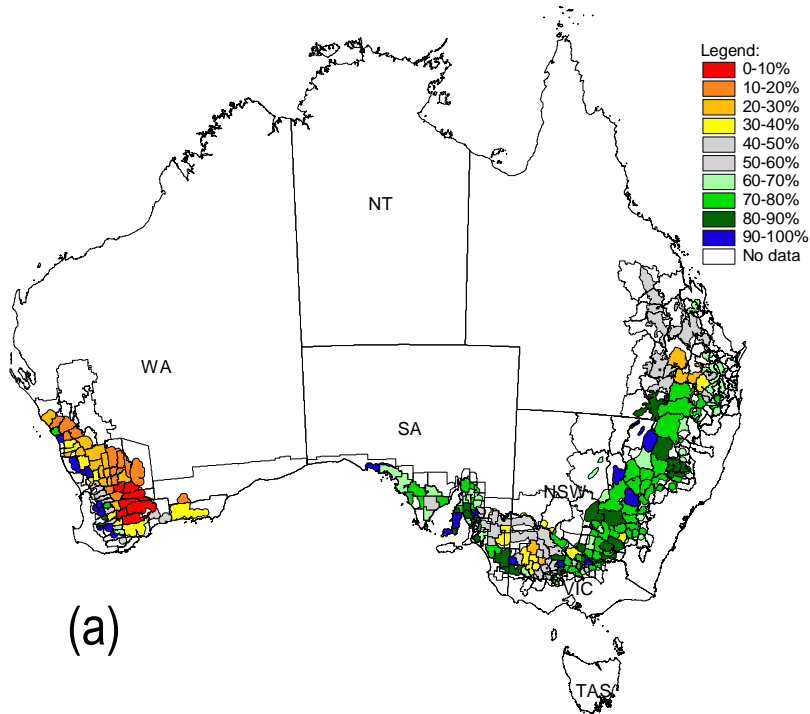 Legend:
0-10%
10-20%
20-30%
30-40%
40-50%
50-60%
60-70%
70-80%
80-90%
90-100%
No data
NT
WA
SA
NSW
VIC
(a)
TAS